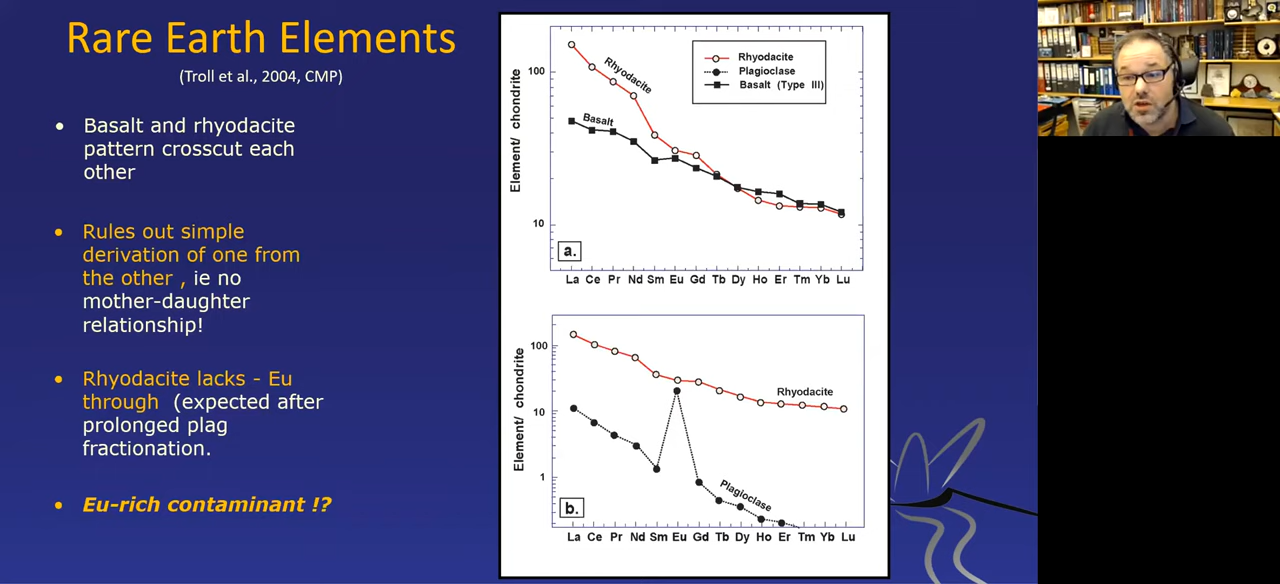 Rare Earth Elements
(Troll et al., 2004, CMP)
• Basalt and rhyodacite
pattern crosscut each
other
• Rules out simple
derivation of one from
the other , ie no
mother-daughter
relationship!
• Rhyodacite lacks - Eu
through (expected after
prolonged plag
fractionation.
• Eu-rich contaminant !?
Element/ chondrite
100
10
Rhyodacite
Basalt
Rhyodacite
Plagioclase
Basalt (Type III)
a.
La Ce Pr Nd Sm Eu Gd Tb Dy Ho Er Tm Yb Lu
Element/ chondrite
100
10
1
Rhyodacite
Plagioclase
b.
La Ce Pr Nd Sm Eu Gd Tb Dy Ho Er Tm Yb Lu